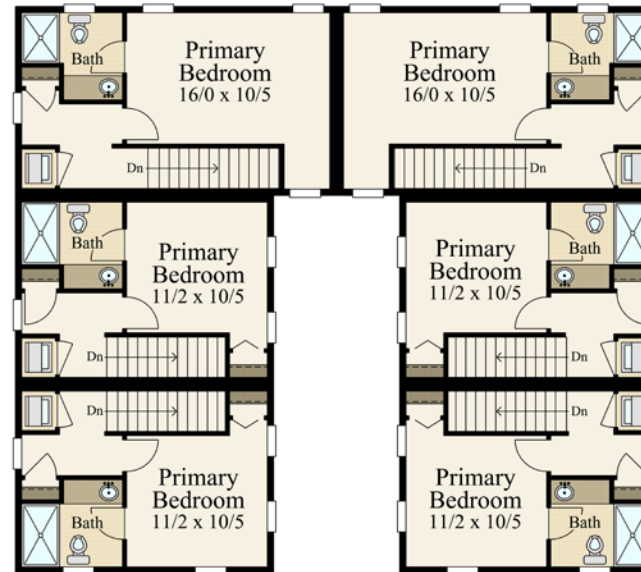 Bath
Primary
Bedroom
16/0 x 10/5
Primary
Bedroom
16/0 x 10/5
Bath
Dn
Dn
Bath
Primary
Bedroom
11/2 x 10/5
Primary
Bedroom
11/2 x 10/5
Bath
Dn
Dn
Dn
Dn
Primary
Bedroom
11/2 x 10/5
Bath
Primary
Bedroom
11/2 x 10/5
Bath